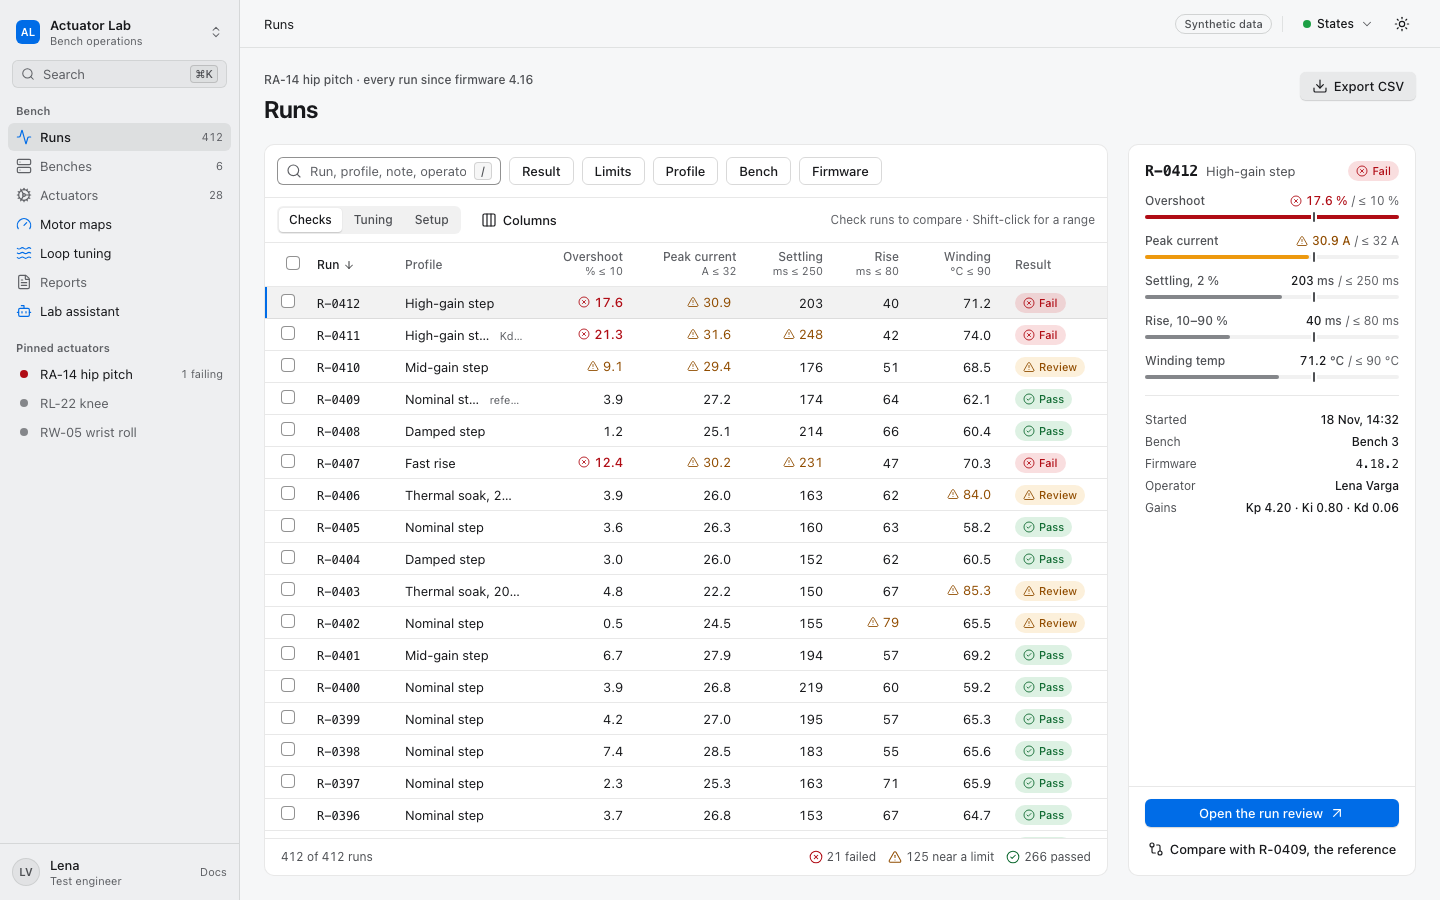 AL
Actuator Lab
Bench operations
Search
⌘K
Bench
Runs 412
Benches 6
Actuators 28
Motor maps
Loop tuning
Reports
Lab assistant
Pinned actuators
RA-14 hip pitch 1 failing
RL-22 knee
RW-05 wrist roll
LV
Lena
Test engineer
Docs
Runs
Synthetic data
States
RA-14 hip pitch · every run since firmware 4.16
Runs
Export CSV
Run, profile, note, operato /
Result
Limits
Profile
Bench
Firmware
Checks
Tuning
Setup
Columns
Check runs to compare · Shift-click for a range
Run ↓ Profile Overshoot Peak current Settling Rise Winding Result
% ≤ 10 A ≤ 32 ms ≤ 250 ms ≤ 80 °C ≤ 90
R-0412 High-gain step 17.6 30.9 203 40 71.2 Fail
R-0411 High-gain st... Kd... 21.3 31.6 248 42 74.0 Fail
R-0410 Mid-gain step 9.1 29.4 176 51 68.5 Review
R-0409 Nominal st... refe... 3.9 27.2 174 64 62.1 Pass
R-0408 Damped step 1.2 25.1 214 66 60.4 Pass
R-0407 Fast rise 12.4 30.2 231 47 70.3 Fail
R-0406 Thermal soak, 2... 3.9 26.0 163 62 84.0 Review
R-0405 Nominal step 3.6 26.3 160 63 58.2 Pass
R-0404 Damped step 3.0 26.0 152 62 60.5 Pass
R-0403 Thermal soak, 20... 4.8 22.2 150 67 85.3 Review
R-0402 Nominal step 0.5 24.5 155 79 65.5 Review
R-0401 Mid-gain step 6.7 27.9 194 57 69.2 Pass
R-0400 Nominal step 3.9 26.8 219 60 59.2 Pass
R-0399 Nominal step 4.2 27.0 195 57 65.3 Pass
R-0398 Nominal step 7.4 28.5 183 55 65.6 Pass
R-0397 Nominal step 2.3 25.3 163 71 65.9 Pass
R-0396 Nominal step 3.7 26.8 153 67 64.7 Pass
412 of 412 runs
21 failed 125 near a limit 266 passed
R-0412 High-gain step Fail
Overshoot 17.6 % / ≤ 10 %
Peak current 30.9 A / ≤ 32 A
Settling, 2 % 203 ms / ≤ 250 ms
Rise, 10–90 % 40 ms / ≤ 80 ms
Winding temp 71.2 °C / ≤ 90 °C
Started 18 Nov, 14:32
Bench Bench 3
Firmware 4.18.2
Operator Lena Varga
Gains Kp 4.20 · Ki 0.80 · Kd 0.06
Open the run review
Compare with R-0409, the reference